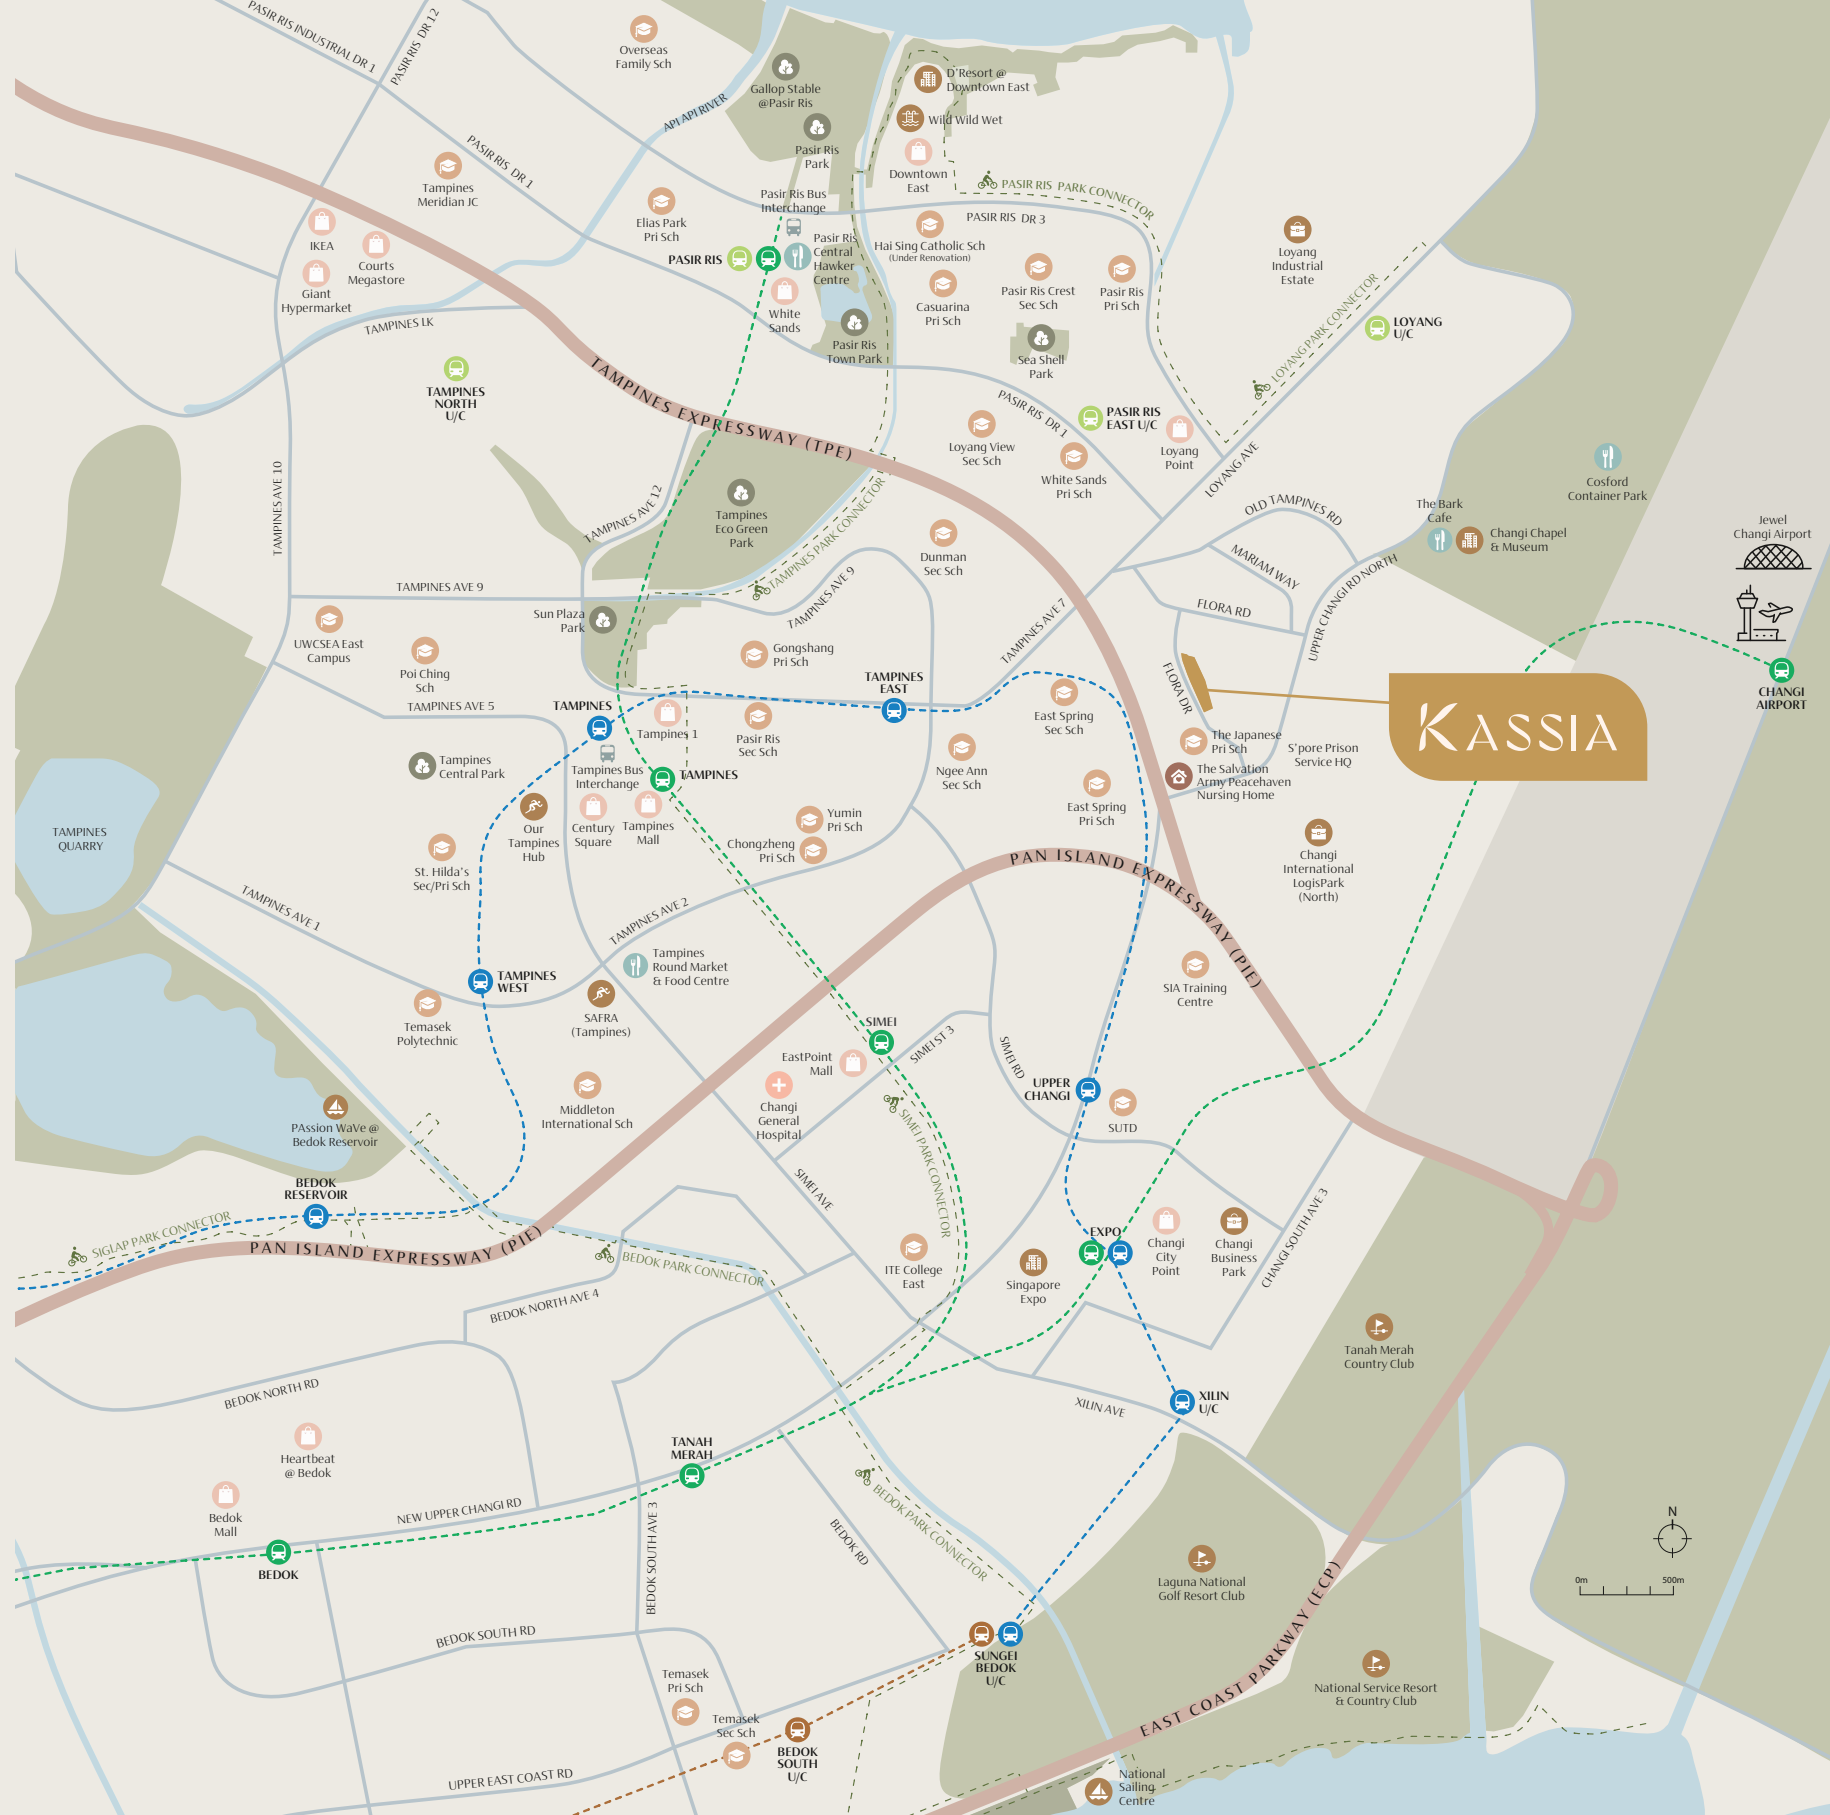 PASIR RIS INDUSTRIAL DR 1
PASIR RIS DR 12
Overseas
Family Sch
Gallop Stable
@Pasir Ris
D'Resort @
Downtown East
API API RIVER
Wild Wild Wet
PASIR RIS DR 1
Pasir Ris
Park
Downtown
East
Tampines
Meridian JC
PASIR RIS PARK CONNECTOR
Pasir Ris Bus
Interchange
Elias Park
Pri Sch
PASIR RIS DR 3
IKEA
Courts
Megastore
Giant
Hypermarket
PASIR RIS
Pasir Ris
Central
Hawker
Centre
Hai Sing Catholic Sch
(Under Renovation)
Loyang
Industrial
Estate
Casuarina
Pri Sch
Pasir Ris Crest
Sec Sch
Pasir Ris
Pri Sch
White
Sands
TAMPINES LK
LOYANG PARK CONNECTOR
LOYANG
U/C
Pasir Ris
Town Park
Sea Shell
Park
TAMPINES
NORTH
U/C
TAMPINES EXPRESSWAY (TPE)
PASIR RIS DR 1
PASIR RIS
EAST U/C
Loyang
Point
Loyang View
Sec Sch
White Sands
Pri Sch
LOYANG AVE
TAMPINES AVE 10
TAMPINES AVE 12
Tampines
Eco Green
Park
TAMPINES PARK CONNECTOR
Cosford
Container Park
OLD TAMPINES RD
The Bark
Cafe
Changi Chapel
& Museum
Jewel
Changi Airport
Dunman
Sec Sch
MARIAM WAY
TAMPINES AVE 9
TAMPINES AVE 9
FLORA RD
UPPER CHANGI RD NORTH
Sun Plaza
Park
TAMPINES AVE 7
UWCSEA East
Campus
Poi Ching
Sch
Gongshang
Pri Sch
FLORA DR
TAMPINES
EAST
CHANGI
AIRPORT
KASSIA
TAMPINES AVE 5
TAMPINES
Tampines 1
Pasir Ris
Sec Sch
East Spring
Sec Sch
The Japanese
Pri Sch
S'pore Prison
Service HQ
Tampines
Central Park
Tampines Bus
Interchange
TAMPINES
Ngee Ann
Sec Sch
The Salvation
Army Peacehaven
Nursing Home
East Spring
Pri Sch
TAMPINES
QUARRY
Our
Tampines
Hub
Century
Square
Tampines
Mall
Yumin
Pri Sch
Chongzheng
Pri Sch
PAN ISLAND EXPRESSWAY (PIE)
Changi
International
LogisPark
(North)
St. Hilda's
Sec/Pri Sch
TAMPINES AVE 1
TAMPINES AVE 2
Tampines
Round Market
& Food Centre
TAMPINES
WEST
SIA Training
Centre
Temasek
Polytechnic
SAFRA
(Tampines)
SIMEI
SIMEI ST 3
EastPoint
Mall
SIMEI RD
UPPER
CHANGI
SUTD
Changi
General
Hospital
Middleton
International Sch
PAssion WaVe @
Bedok Reservoir
SIMEI PARK CONNECTOR
SIMEI AVE
BEDOK
RESERVOIR
SIGLAP PARK CONNECTOR
PAN ISLAND EXPRESSWAY (PIE)
BEDOK PARK CONNECTOR
CHANGI SOUTH AVE 3
EXPO
Changi
City
Point
Changi
Business
Park
ITE College
East
Singapore
Expo
BEDOK NORTH AVE 4
Tanah Merah
Country Club
BEDOK NORTH RD
XILIN
U/C
XILIN AVE
Heartbeat
@ Bedok
TANAH
MERAH
Bedok
Mall
NEW UPPER CHANGI RD
BEDOK SOUTH AVE 3
BEDOK RD
BEDOK PARK CONNECTOR
N
0m
500m
BEDOK
Laguna National
Golf Resort Club
EAST COAST PARKWAY (ECP)
BEDOK SOUTH RD
SUNGEI
BEDOK
U/C
Temasek
Pri Sch
National Service Resort
& Country Club
Temasek
Sec Sch
BEDOK
SOUTH
U/C
UPPER EAST COAST RD
National
Sailing
Centre